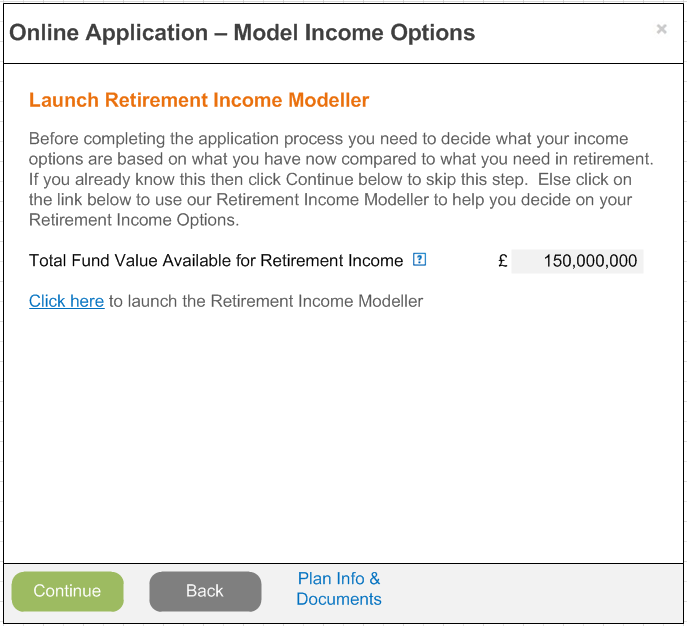 Online Application – Model Income Options
Launch Retirement Income Modeller
Before completing the application process you need to decide what your income
options are based on what you have now compared to what you need in retirement.
If you already know this then click Continue below to skip this step.  Else click on
the link below to use our Retirement Income Modeller to help you decide on your
Retirement Income Options.
Total Fund Value Available for Retirement Income ? £ 150,000,000
Click here to launch the Retirement Income Modeller
Continue Back Plan Info &
Documents